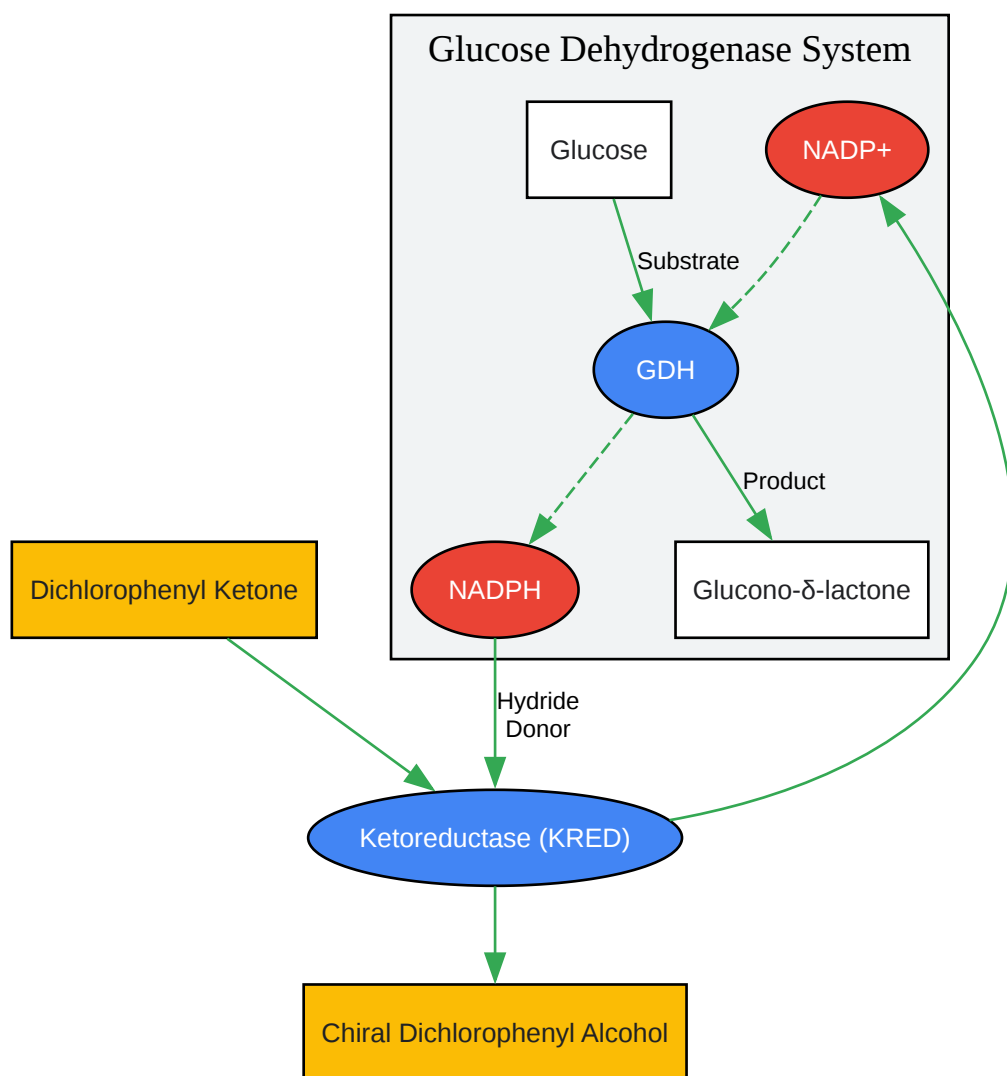 Glucose Dehydrogenase System
Glucose
NADP+
Substrate
GDH
Product
Dichlorophenyl Ketone
NADPH
Glucono-δ-lactone
Hydride
Donor
Ketoreductase (KRED)
Chiral Dichlorophenyl Alcohol